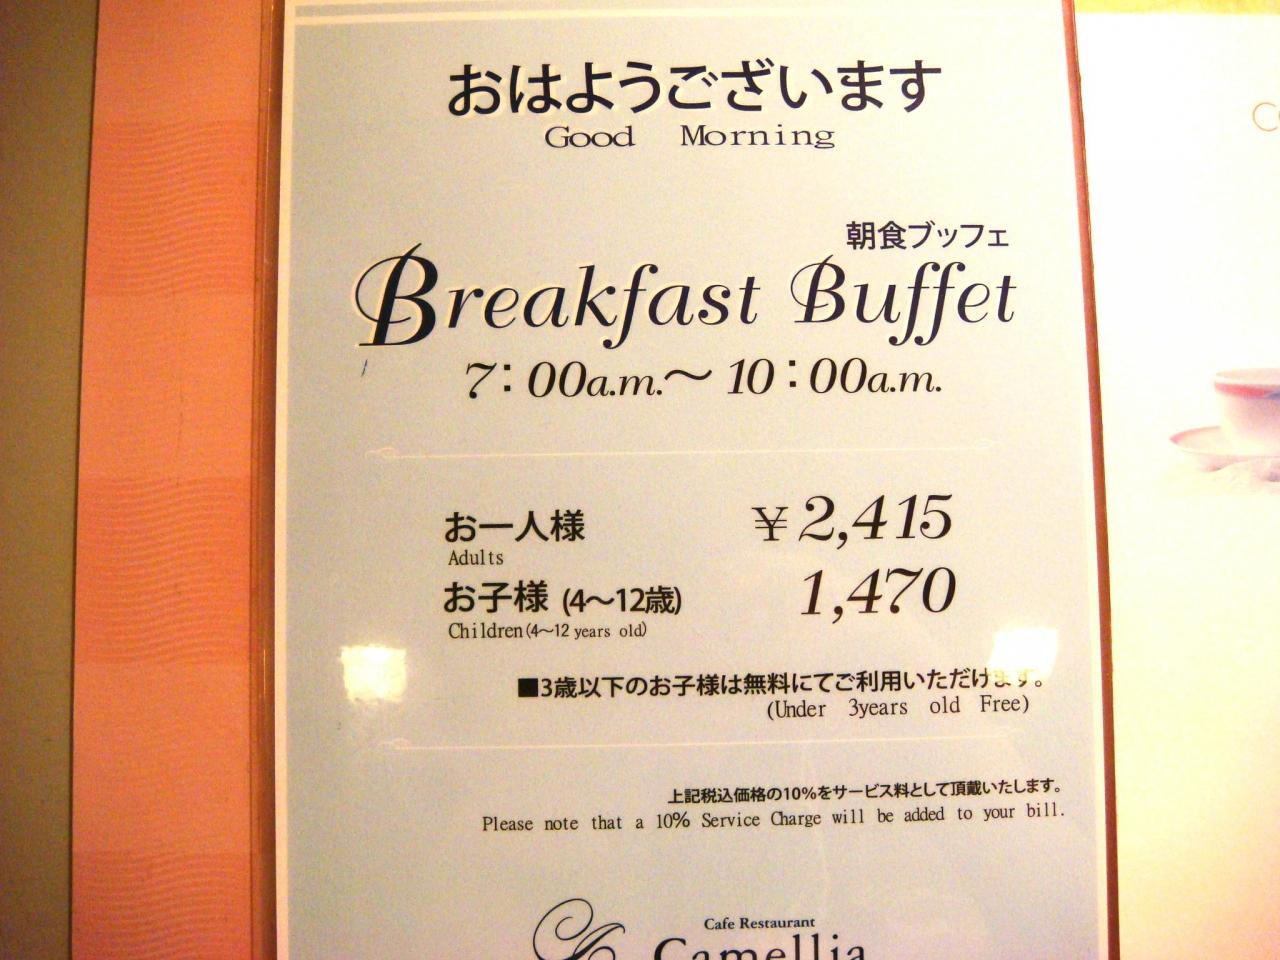 おはようございます
Good Morning
朝食ブッフェ
Breakfast Buffet
7：00a.m.～10：00a.m.
お一人様 ￥2,415
Adults
お子様 (4～12歳) 1,470
Children(4～12 years old)
■3歳以下のお子様は無料にてご利用いただけます。
(Under 3years old Free)
上記税込価格の10%をサービス料として頂戴いたします。
Please note that a 10% Service Charge will be added to your bill.
Cafe Restaurant
Camellia